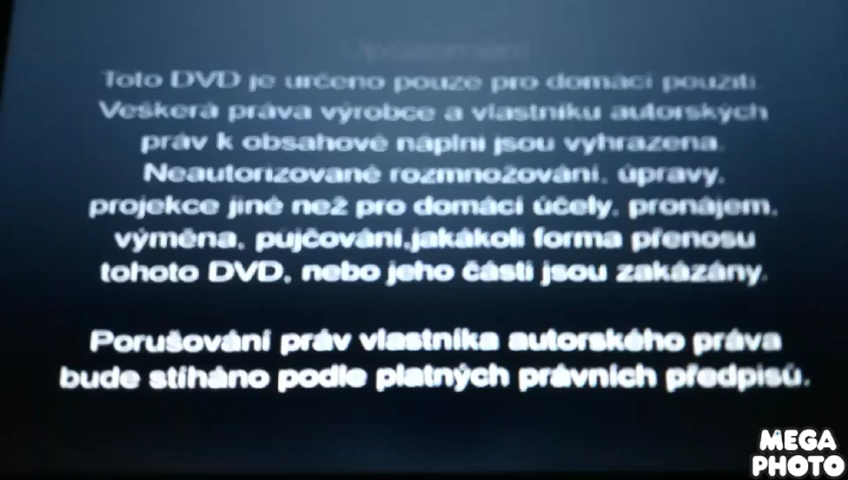 Upozornění
Toto DVD je určeno pouze pro domácí použití.
Veškerá práva výrobce a vlastníku autorských
práv k obsahové náplni jsou vyhrazena.
Neautorizované rozmnožování, úpravy,
projekce jiné než pro domácí účely, pronájem,
výměna, pujčování,jakákoli forma přenosu
tohoto DVD, nebo jeho části jsou zakázány.
Porušování práv vlastníka autorského práva
bude stíháno podle platných právních předpisů.
MEGA
PHOTO